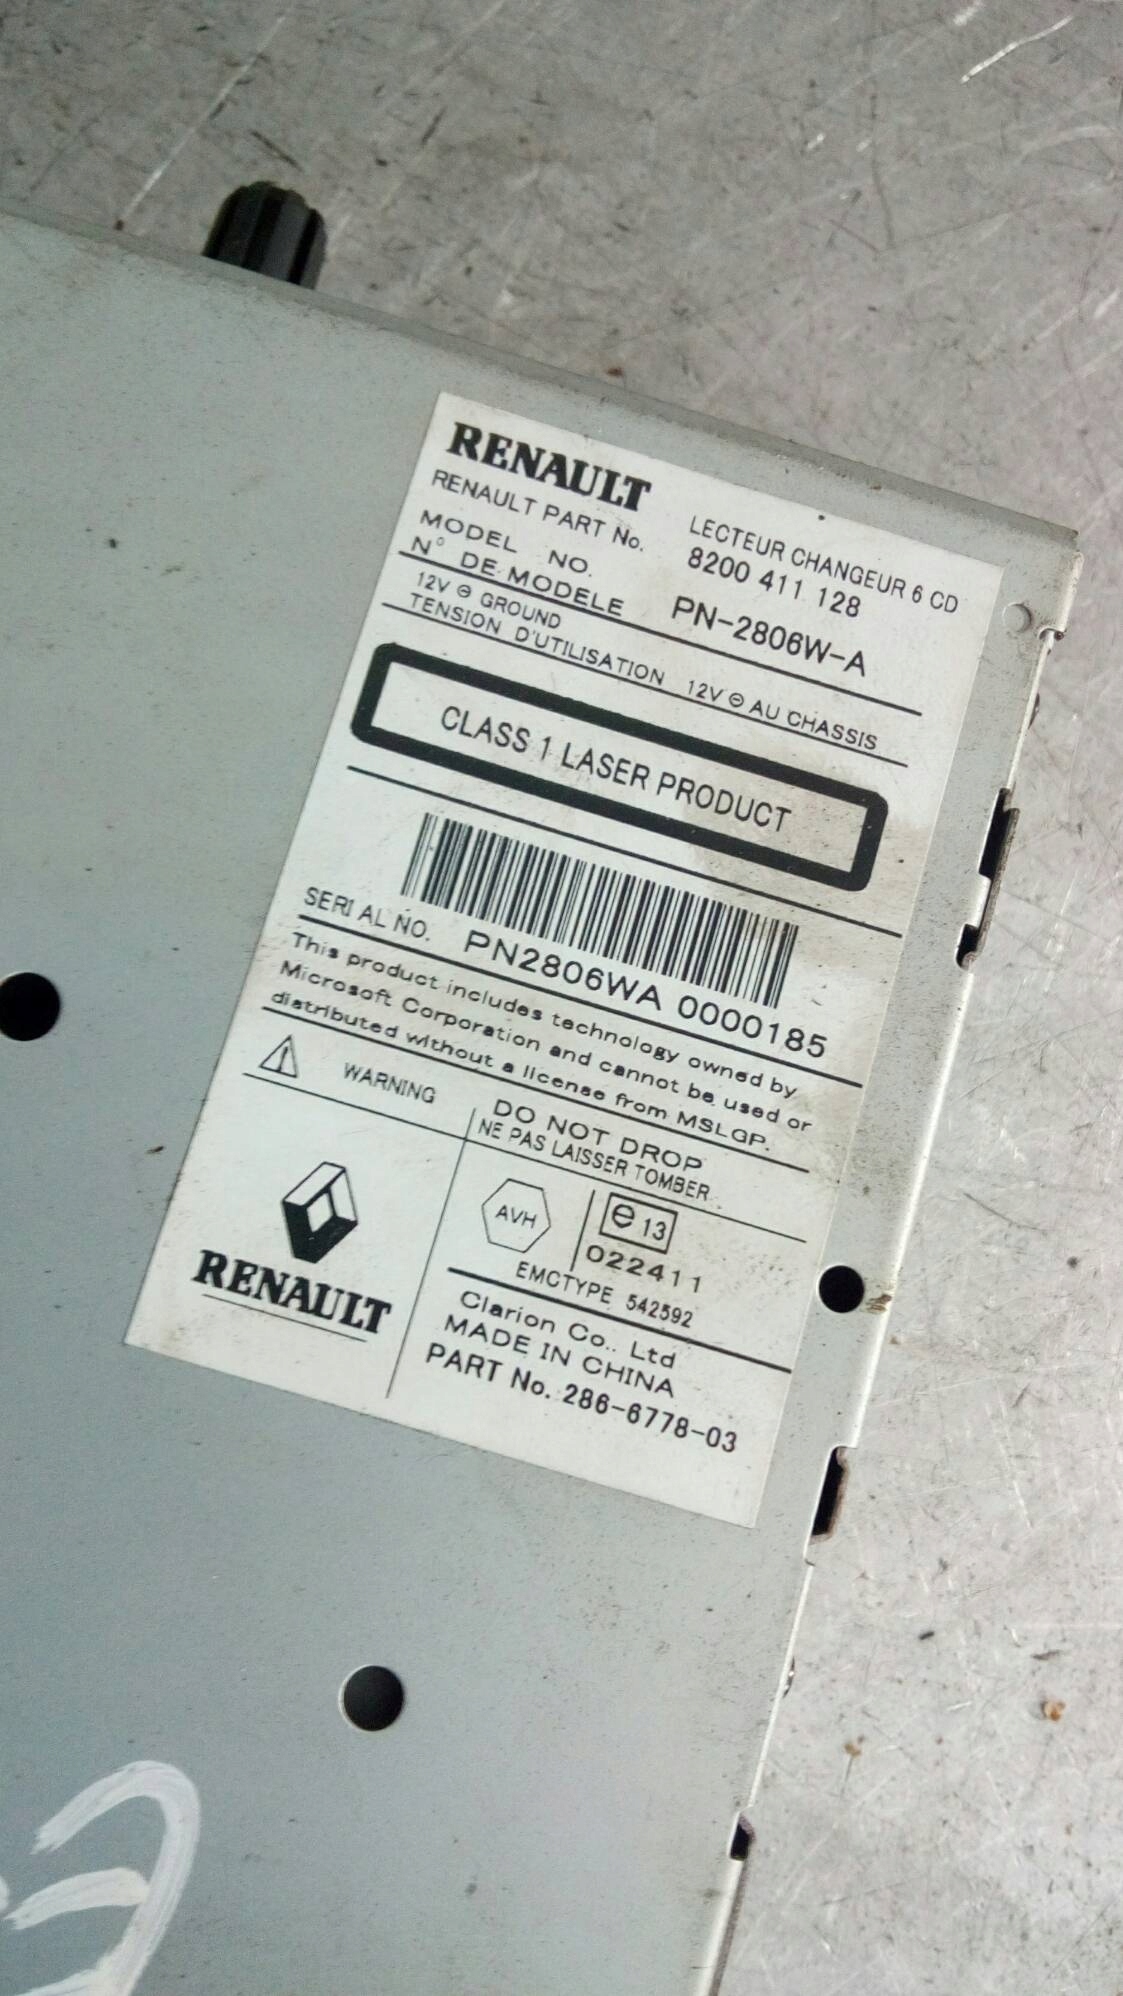 RENAULT
LECTEUR CHANGEUR 6 CD
RENAULT PART No. 8200 411 128
MODEL NO.
N° DE MODELE PN-2806W-A
12V ⊖ GROUND
TENSION D'UTILISATION 12V ⊖ AU CHASSIS
CLASS 1 LASER PRODUCT
SERIAL NO. PN2806WA 0000185
This product includes technology owned by
Microsoft Corporation and cannot be used or
distributed without a license from MSLGP.
WARNING
DO NOT DROP
NE PAS LAISSER TOMBER
RENAULT
AVH
e 13
022411
EMCTYPE 542592
Clarion Co., Ltd
MADE IN CHINA
PART No. 286-6778-03